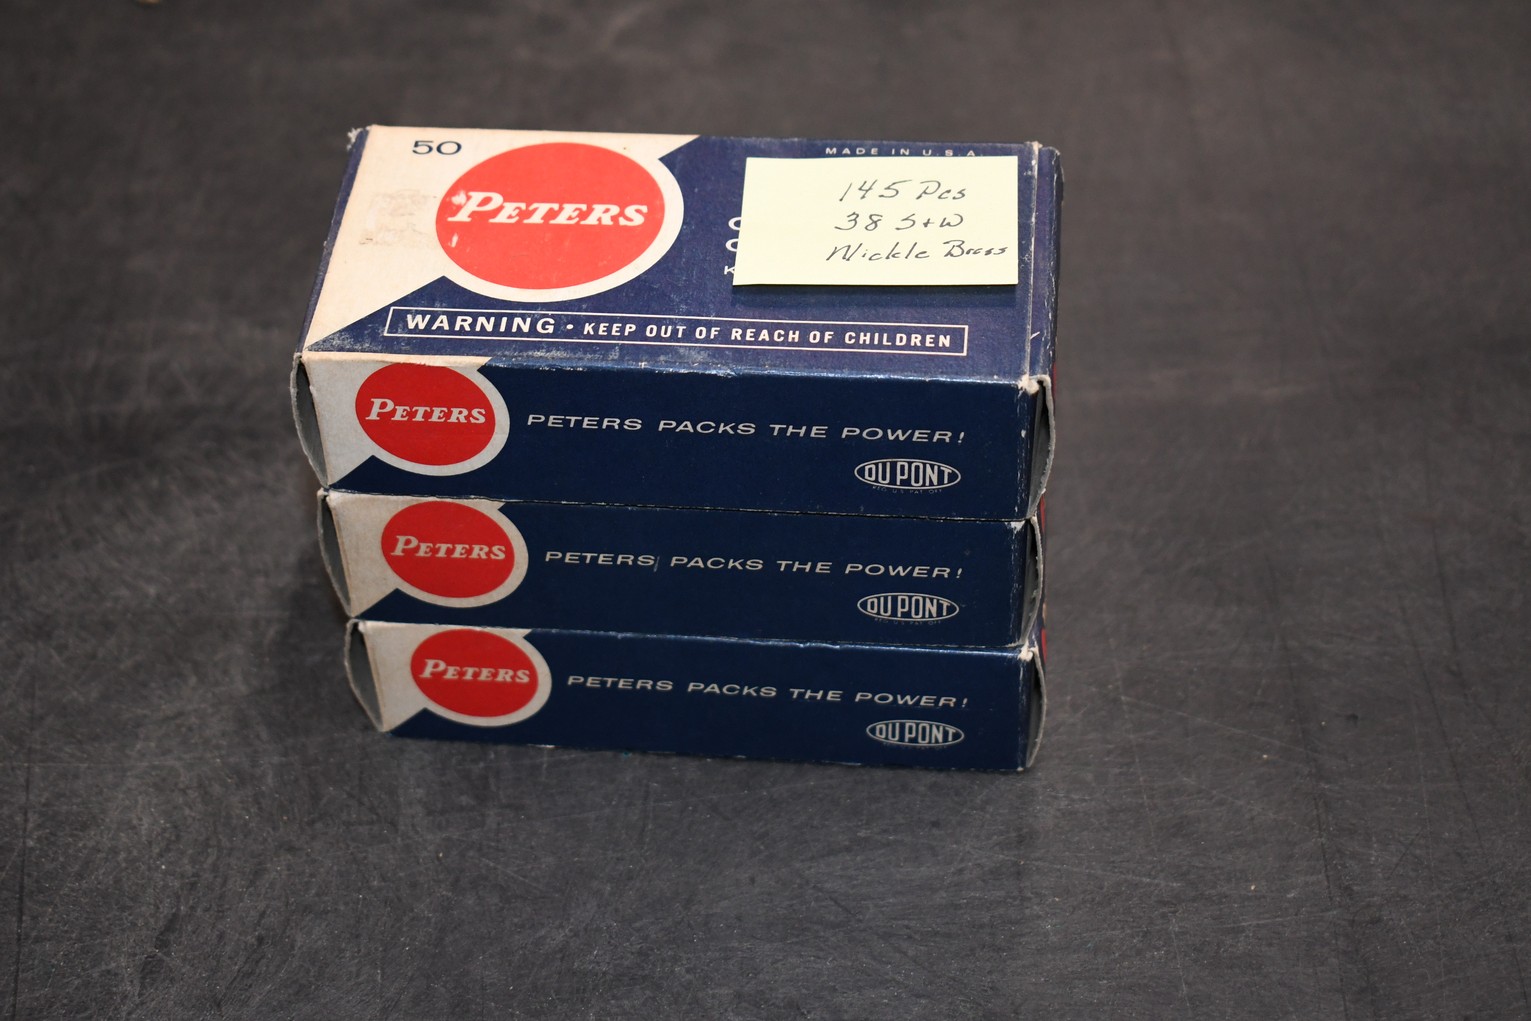 50
PETERS
MADE IN U.S.A.
145 Pcs
38 S+W
Nickle Brass
WARNING • KEEP OUT OF REACH OF CHILDREN
PETERS
PETERS PACKS THE POWER!
DU PONT
PETERS
PETERS PACKS THE POWER!
DU PONT
PETERS
PETERS PACKS THE POWER!
DU PONT